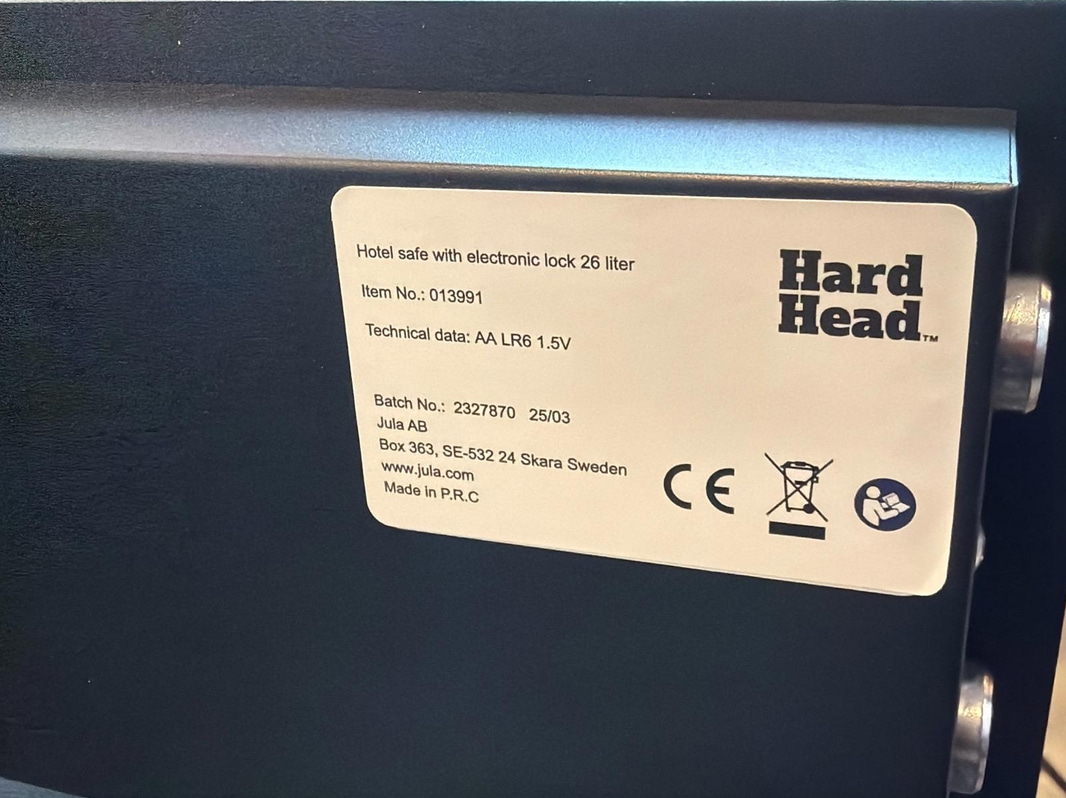 Hotel safe with electronic lock 26 liter
Item No.: 013991
Technical data: AA LR6 1.5V
Batch No.: 2327870 25/03
Jula AB
Box 363, SE-532 24 Skara Sweden
www.jula.com
Made in P.R.C
Hard
Head™
CE